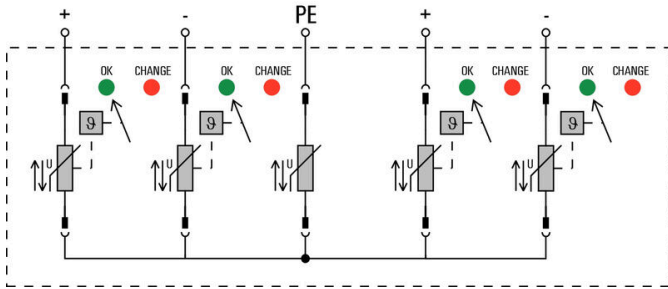 + - PE + -
OK CHANGE OK CHANGE OK CHANGE OK CHANGE
ϑ ϑ ϑ ϑ
U U U U